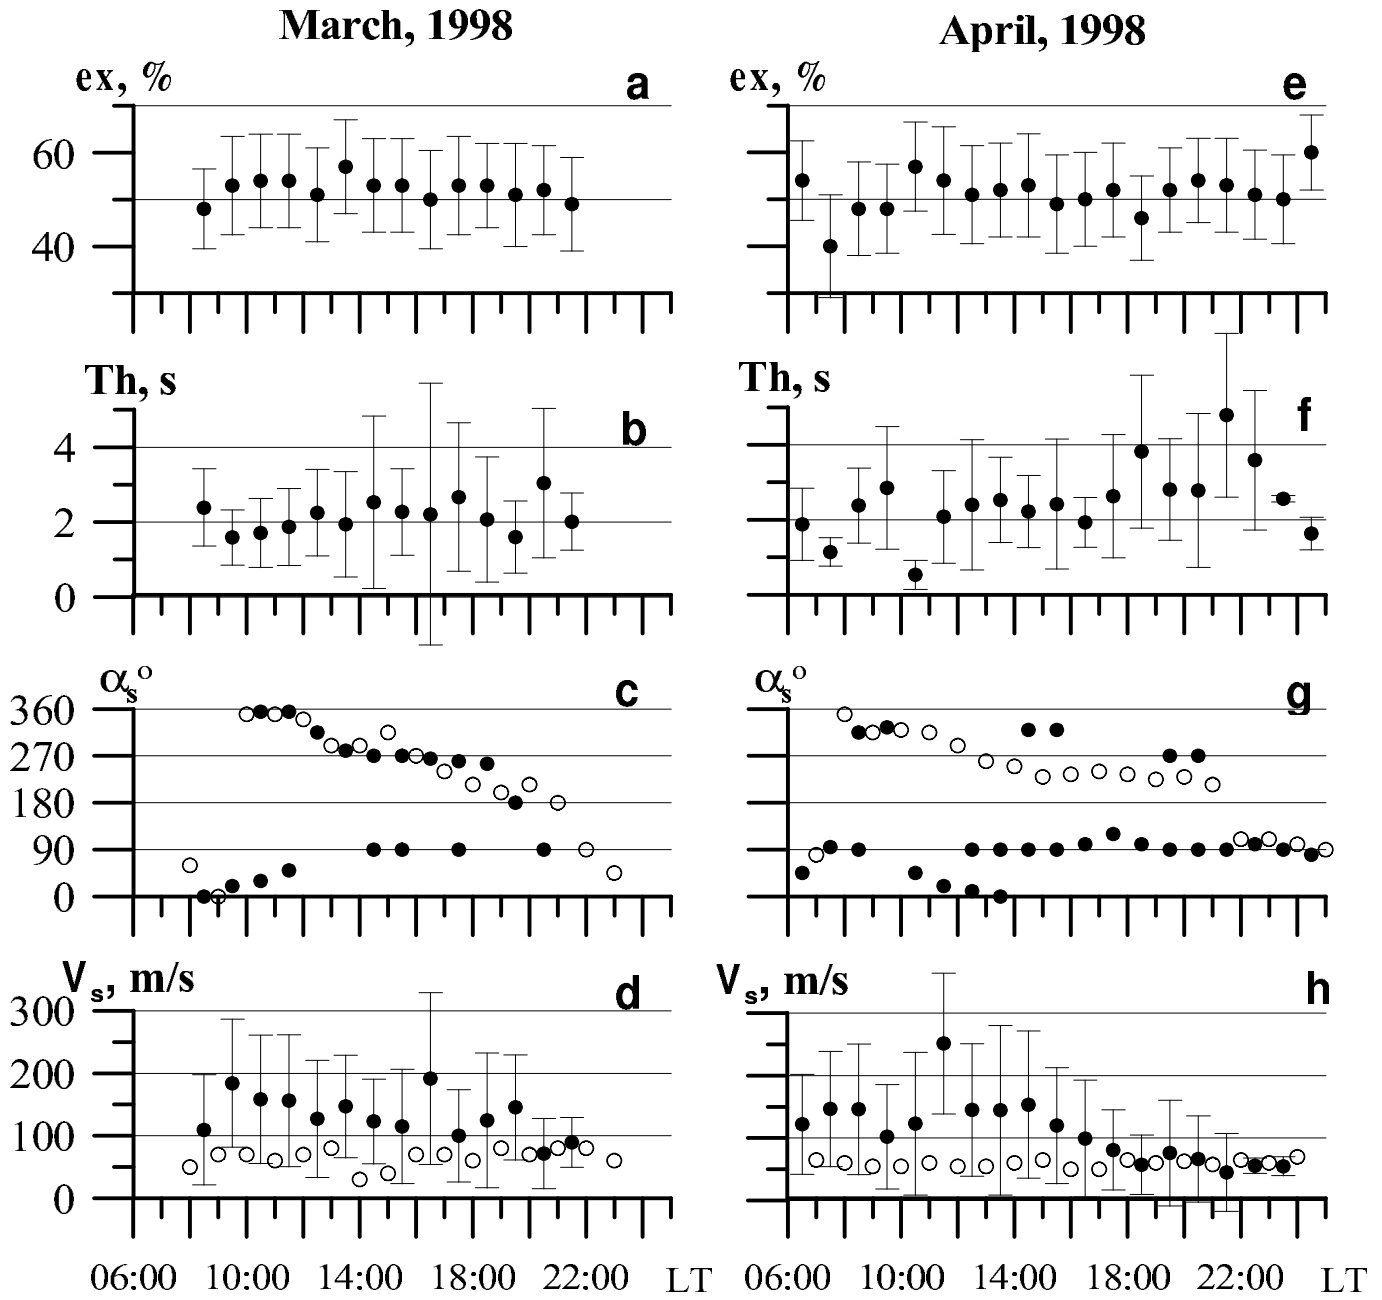 March, 1998
April, 1998
ex, %
a
ex, %
e
60
40
Th, s
b
Th, s
f
4
2
0
αs°
c
αs°
g
360
270
180
90
0
Vs, m/s
d
Vs, m/s
h
300
200
100
0
06:00 10:00 14:00 18:00 22:00 LT
06:00 10:00 14:00 18:00 22:00 LT